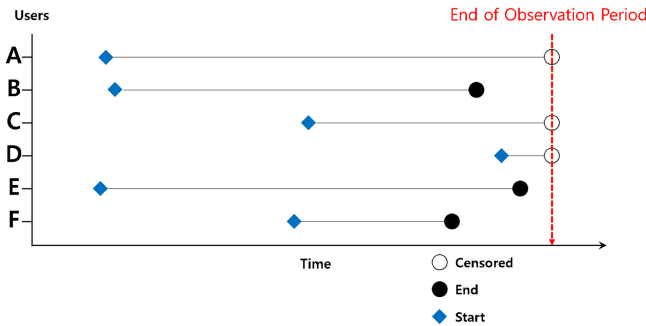 Users
End of Observation Period
A
B
C
D
E
F
Time
Censored
End
Start